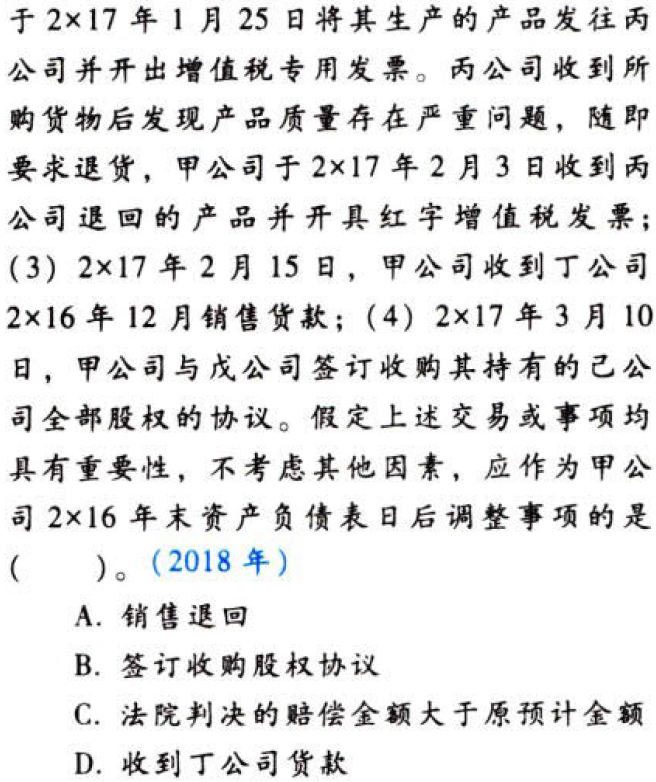 于 2×17 年 1 月 25 日将其生产的产品发往丙
公司并开出增值税专用发票。丙公司收到所
购货物后发现产品质量存在严重问题，随即
要求退货，甲公司于 2×17 年 2 月 3 日收到丙
公司退回的产品并开具红字增值税发票；
(3) 2×17 年 2 月 15 日，甲公司收到丁公司
2×16 年 12 月销售货款；(4) 2×17 年 3 月 10
日，甲公司与戊公司签订收购其持有的己公
司全部股权的协议。假定上述交易或事项均
具有重要性，不考虑其他因素，应作为甲公
司 2×16 年末资产负债表日后调整事项的是
(　　)。(2018 年)
A. 销售退回
B. 签订收购股权协议
C. 法院判决的赔偿金额大于原预计金额
D. 收到丁公司货款